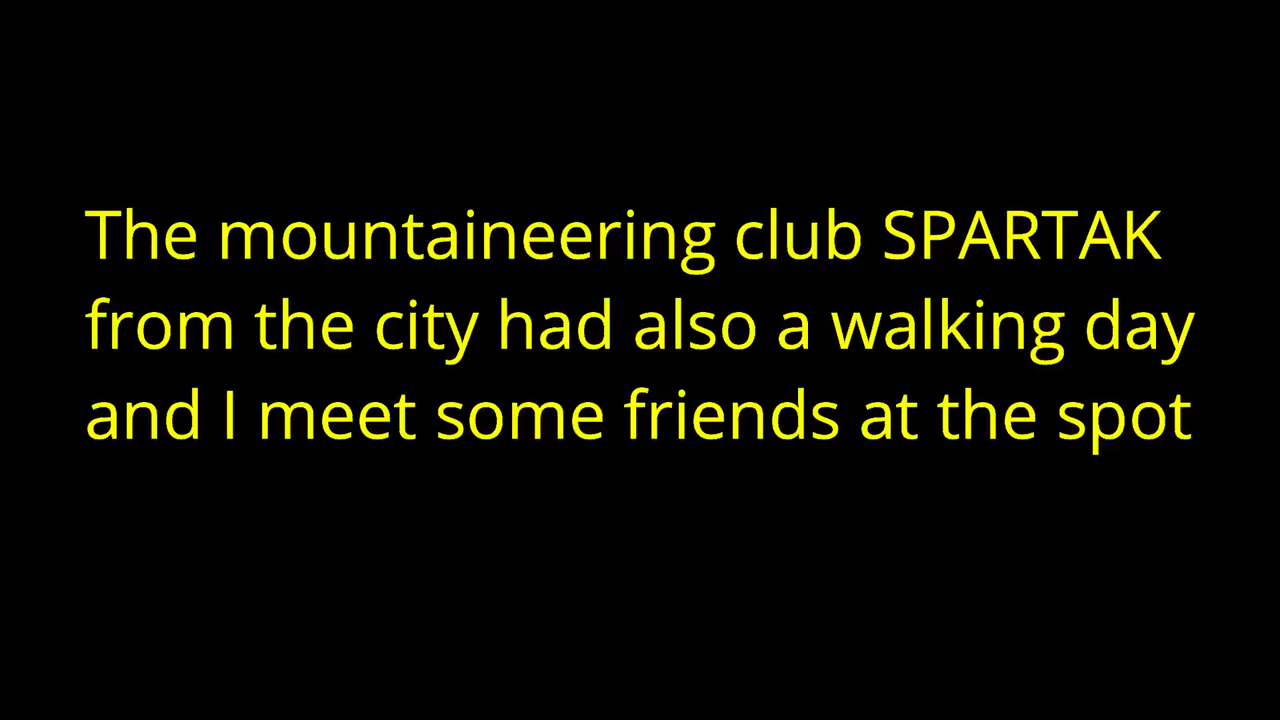 The mountaineering club SPARTAK
from the city had also a walking day
and I meet some friends at the spot